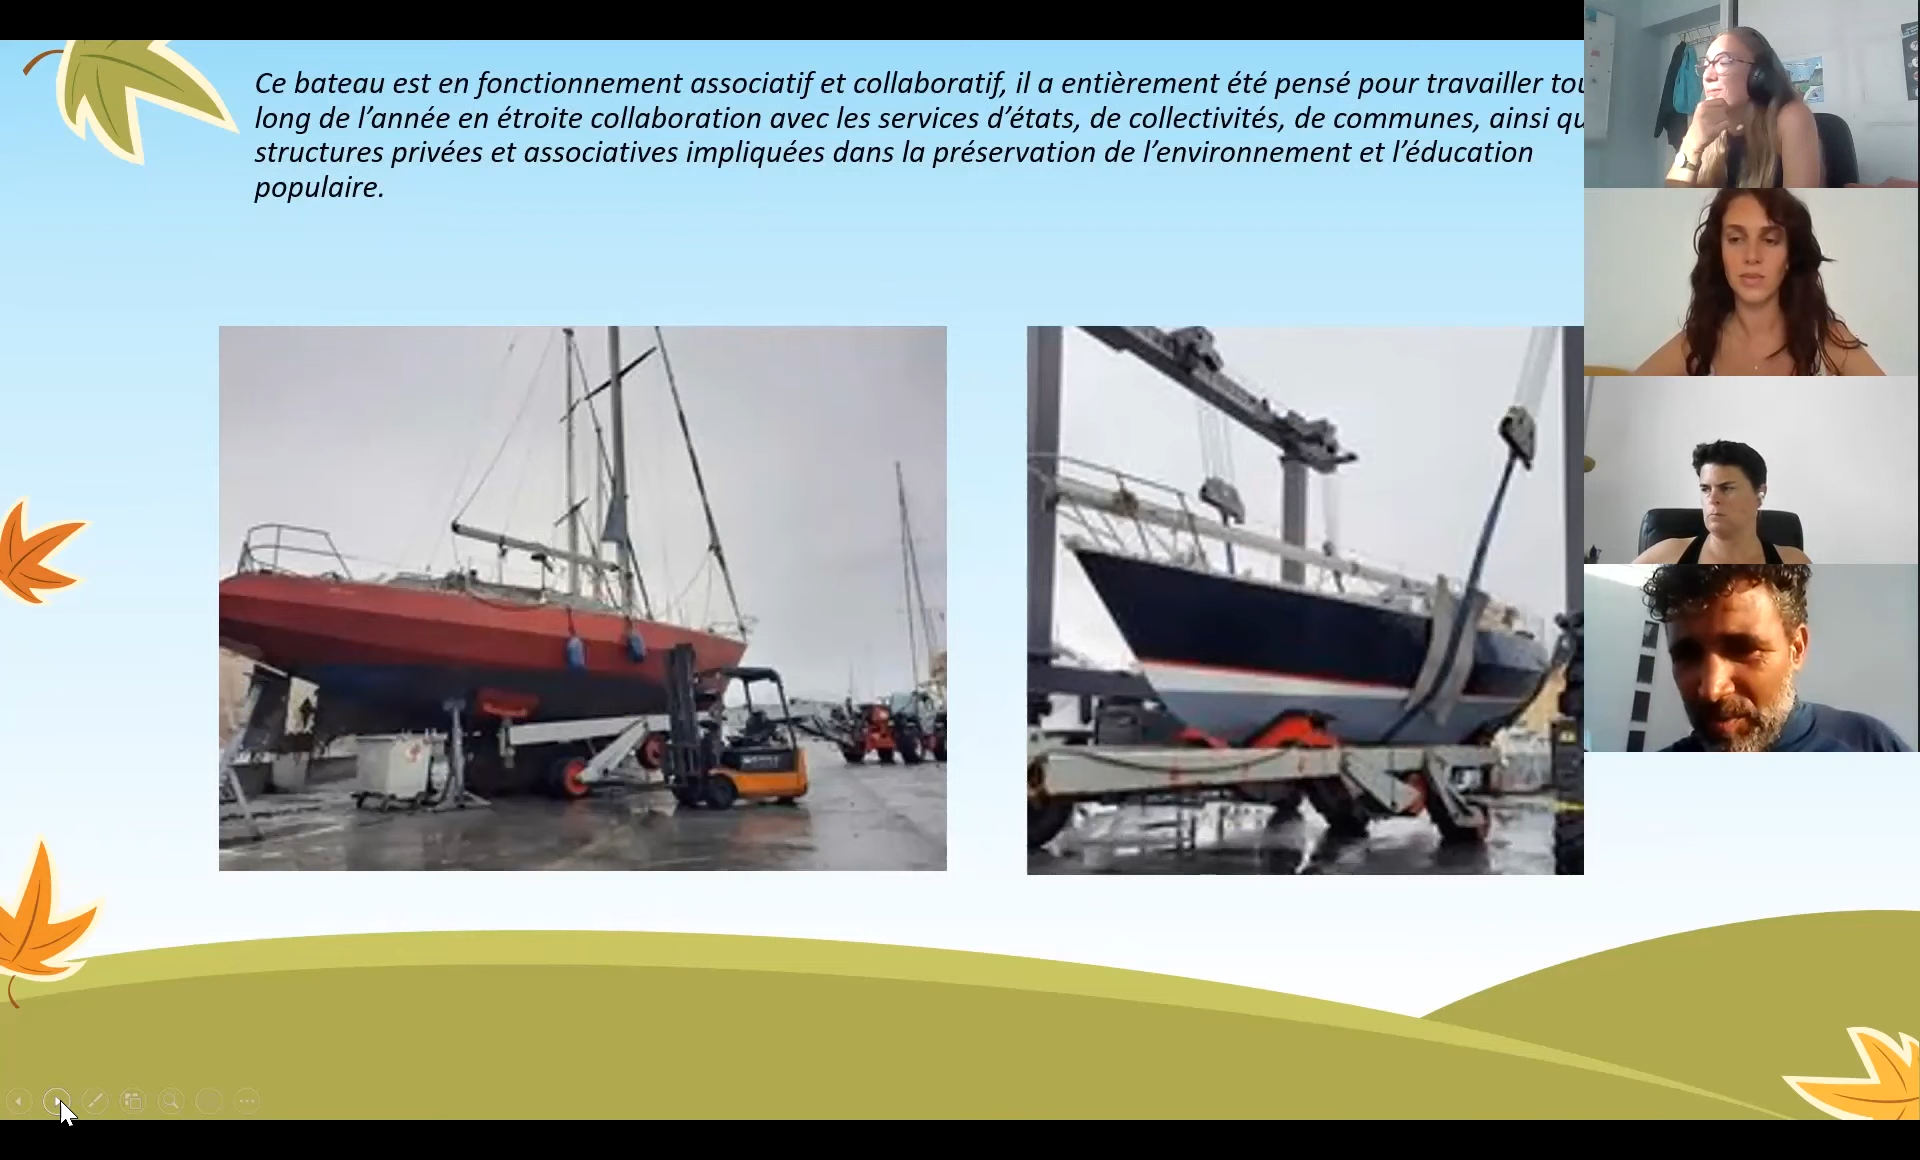 Ce bateau est en fonctionnement associatif et collaboratif, il a entièrement été pensé pour travailler
long de l’année en étroite collaboration avec les services d’états, de collectivités, de communes, ainsi
structures privées et associatives impliquées dans la préservation de l’environnement et l’éducation
populaire.